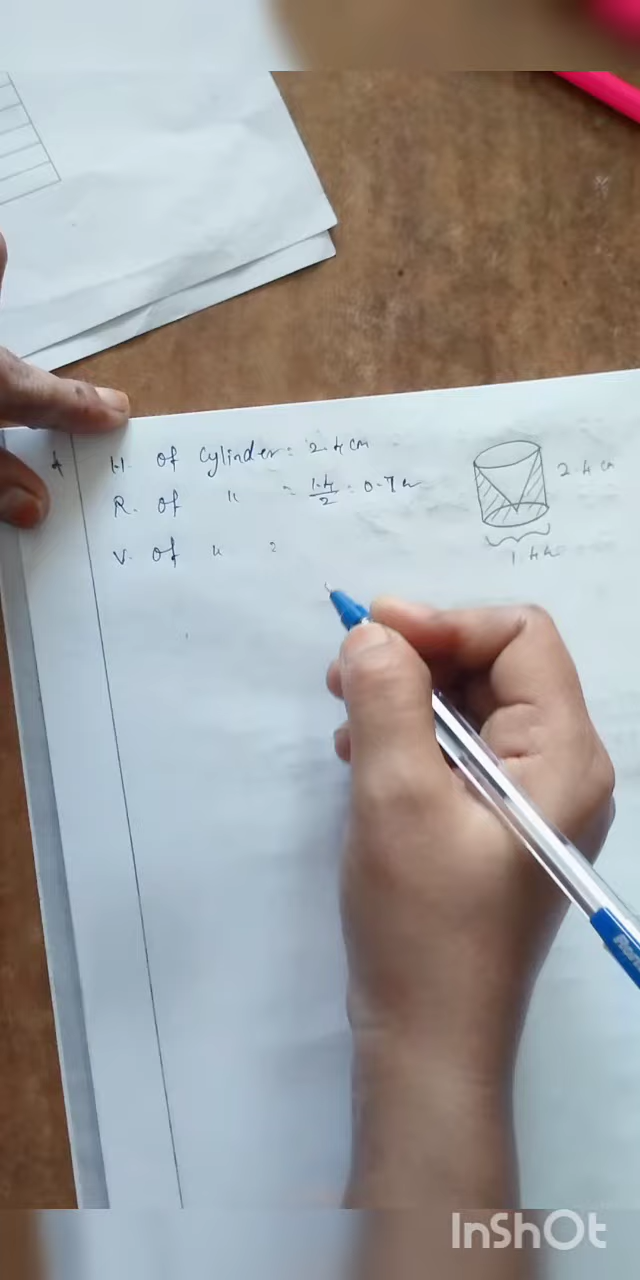 A H. of Cylinder = 2.4 cm
R. of " = 1.4/2 = 0.7 cm
V. of " =
2.4 cm
1.4 cm
InShOt